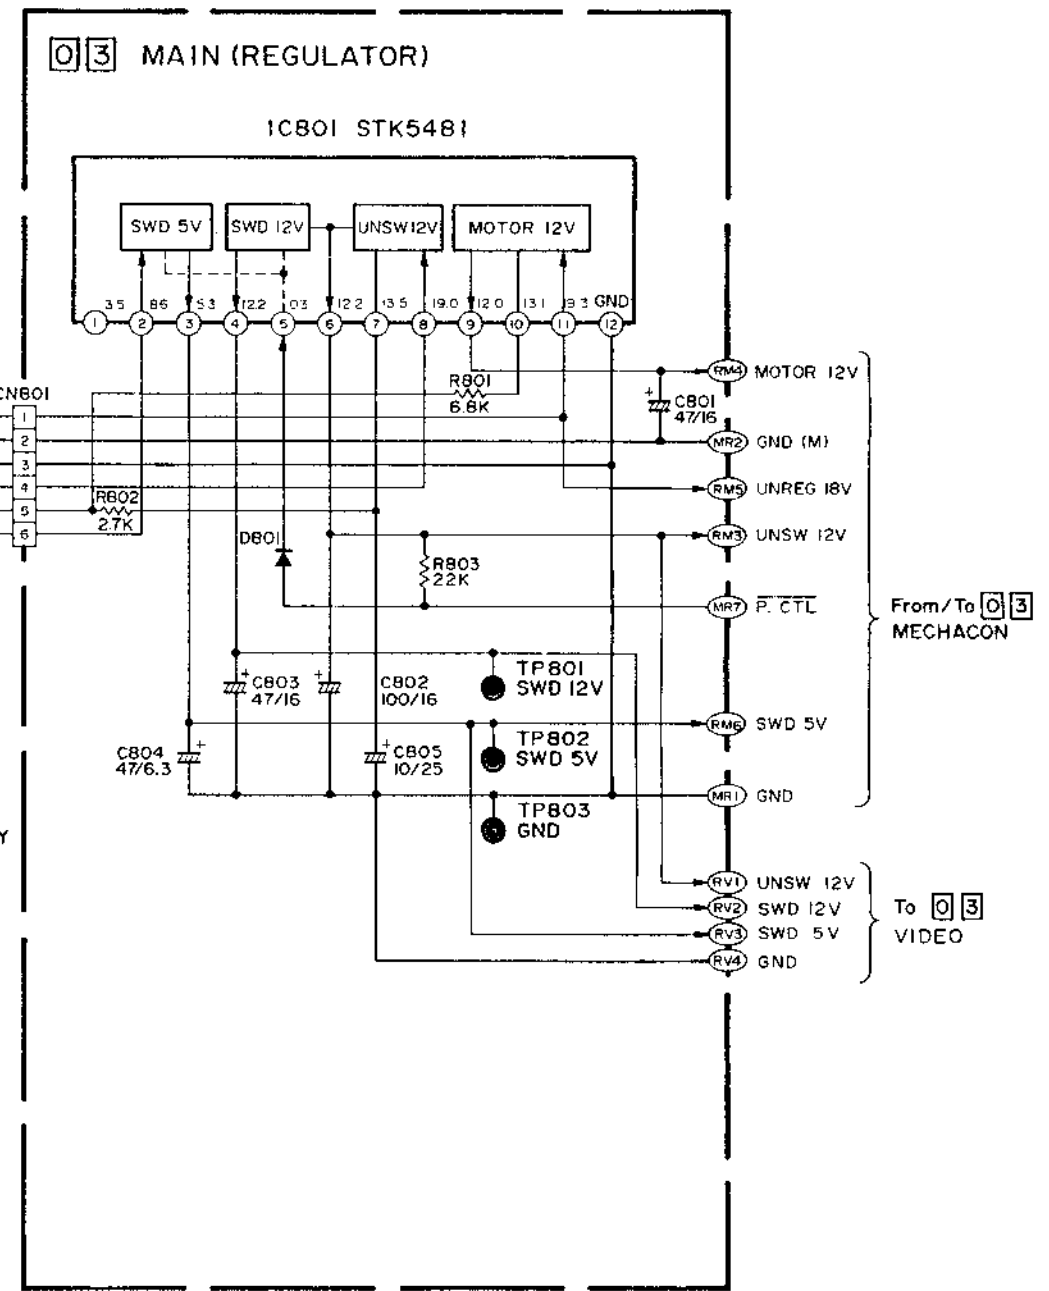 03 MAIN (REGULATOR)
IC801 STK5481
SWD 5V SWD 12V UNSW12V MOTOR 12V
3.5 8.6 5.3 12.2 0.3 12.2 13.5 19.0 12.0 13.1 19.3 GND
1 2 3 4 5 6 7 8 9 10 11 12
CN801
1
2
3
4
5
6
R801
6.8K
C801
47/16
R802
2.7K
D801
R803
22K
RM4 MOTOR 12V
MR2 GND (M)
RM5 UNREG 18V
RM3 UNSW 12V
MR7 P. CTL
From/To 03
MECHACON
TP801
SWD 12V
C803
47/16
C802
100/16
RM6 SWD 5V
TP802
SWD 5V
C804
47/6.3
C805
10/25
MR1 GND
TP803
GND
Y
RV1 UNSW 12V
RV2 SWD 12V
RV3 SWD 5V
RV4 GND
To 03
VIDEO